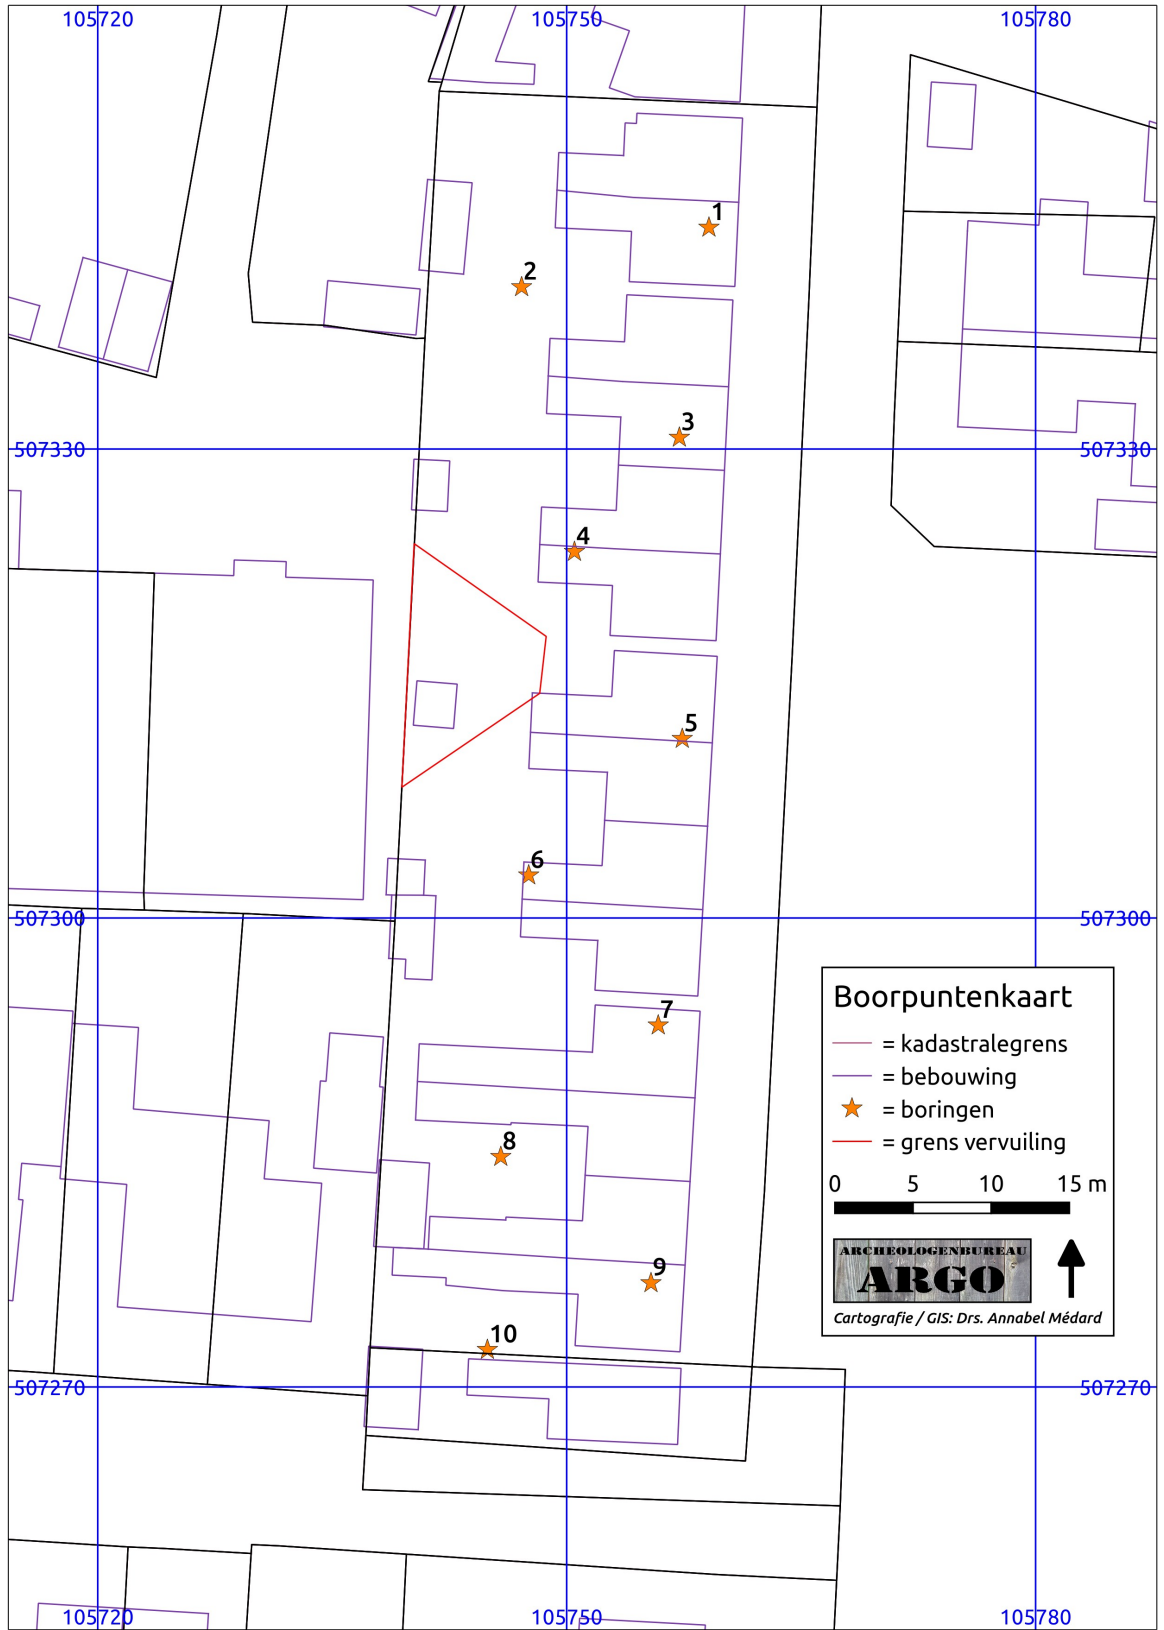 105720 105750 105780
1
2
3
507330 507330
4
5
6
507300 507300
Boorpuntenkaart
7
= kadastralegrens
= bebouwing
= boringen
= grens vervuiling
8
0 5 10 15 m
ARCHEOLOGENBUREAU
ARGO
9
Cartografie / GIS: Drs. Annabel Médard
10
507270 507270
105720 105750 105780